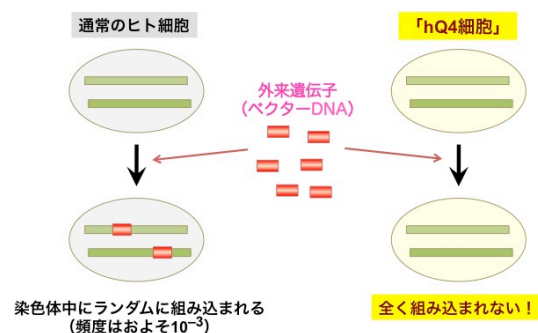 通常のヒト細胞
「hQ4細胞」
外来遺伝子
（ベクターDNA）
染色体中にランダムに組み込まれる
（頻度はおよそ10⁻³）
全く組み込まれない！